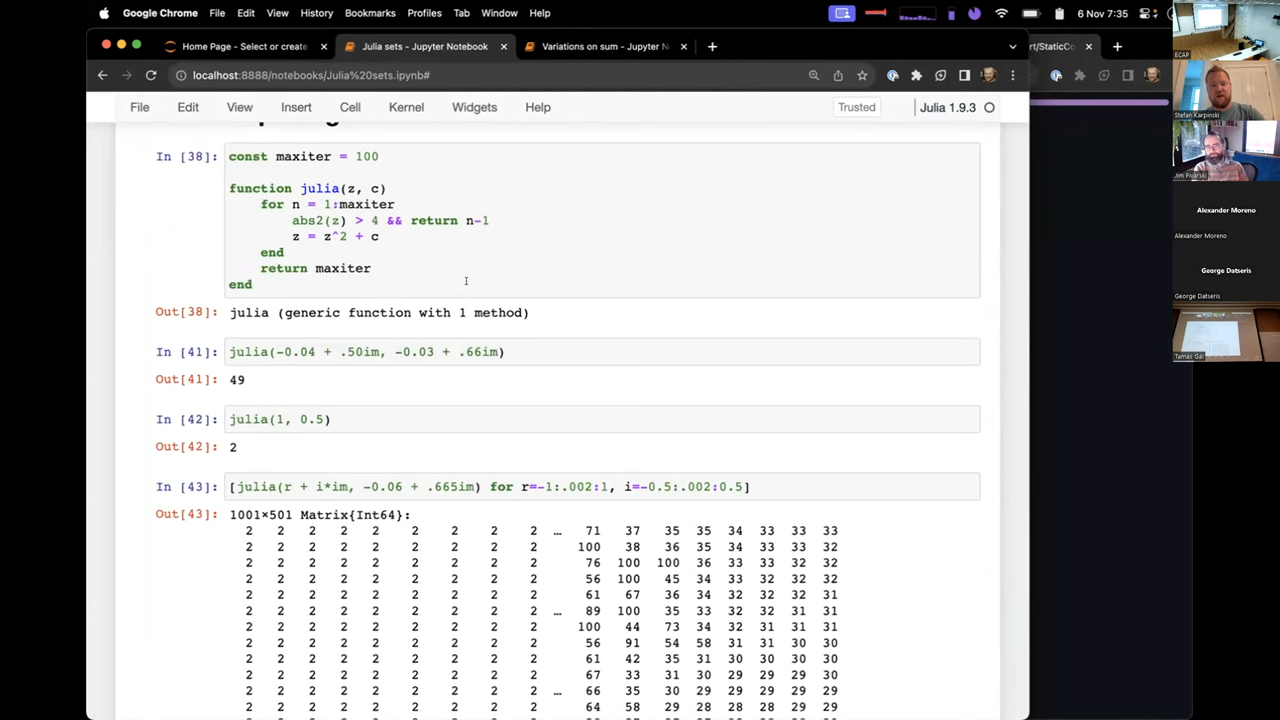 Google Chrome File Edit View History Bookmarks Profiles Tab Window Help 6 Nov 7:35
Home Page - Select or create × Julia sets - Jupyter Notebook × Variations on sum - Jupyter N × + rt/StaticCo × +
localhost:8888/notebooks/Julia%20sets.ipynb#
File Edit View Insert Cell Kernel Widgets Help Trusted Julia 1.9.3
In [38]: const maxiter = 100
function julia(z, c)
for n = 1:maxiter
abs2(z) > 4 && return n-1
z = z^2 + c
end
return maxiter
end
Out[38]: julia (generic function with 1 method)
In [41]: julia(-0.04 + .50im, -0.03 + .66im)
Out[41]: 49
In [42]: julia(1, 0.5)
Out[42]: 2
In [43]: [julia(r + i*im, -0.06 + .665im) for r=-1:.002:1, i=-0.5:.002:0.5]
Out[43]: 1001×501 Matrix{Int64}:
2 2 2 2 2 2 2 2 2 … 71 37 35 35 34 33 33 33
2 2 2 2 2 2 2 2 2 100 38 36 35 34 33 33 32
2 2 2 2 2 2 2 2 2 76 100 100 36 33 33 32 32
2 2 2 2 2 2 2 2 2 56 100 45 34 33 32 32 32
2 2 2 2 2 2 2 2 2 61 67 36 34 32 32 32 31
2 2 2 2 2 2 2 2 2 … 89 100 35 33 32 32 31 31
2 2 2 2 2 2 2 2 2 100 44 73 34 32 31 31 31
2 2 2 2 2 2 2 2 2 56 91 54 58 31 31 30 30
2 2 2 2 2 2 2 2 2 61 42 35 31 30 30 30 30
2 2 2 2 2 2 2 2 2 67 33 31 30 29 29 29 30
2 2 2 2 2 2 2 2 2 … 66 35 30 29 29 29 29 29
2 2 2 2 2 2 2 2 2 64 58 29 28 28 28 29 29
ECAP
Stefan Karpinski
Jim Pivarski
Alexander Moreno
Alexander Moreno
George Datseris
George Datseris
Tamas Gal